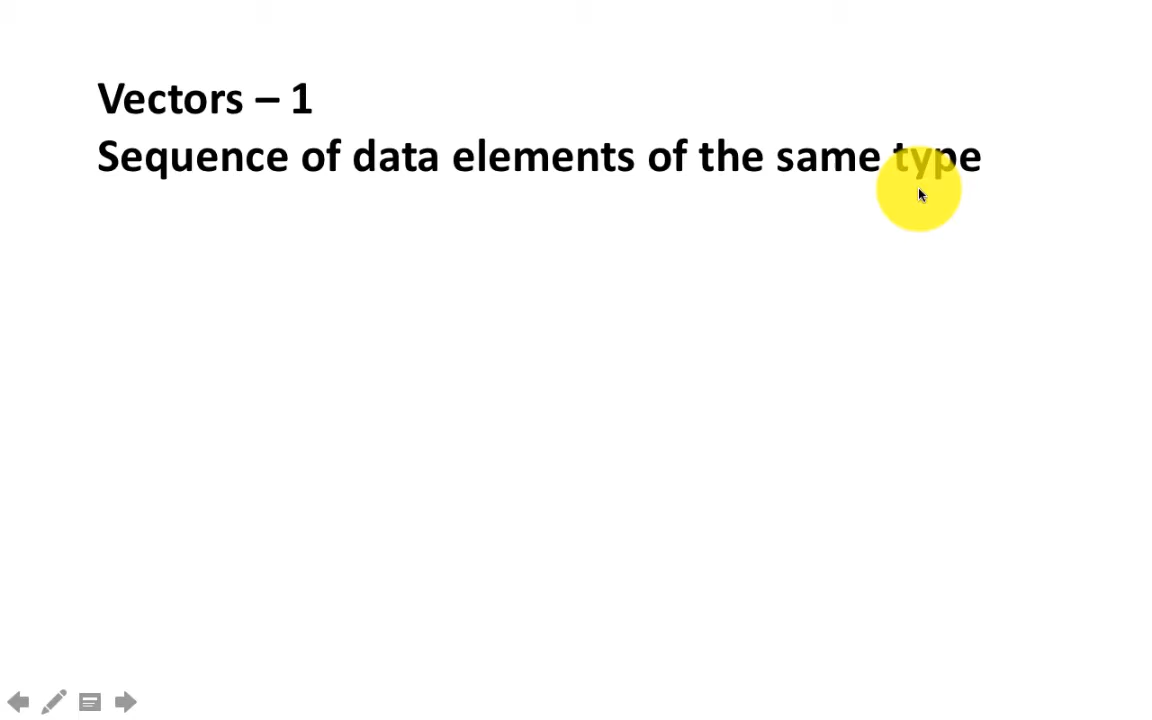 Vectors – 1
Sequence of data elements of the same type